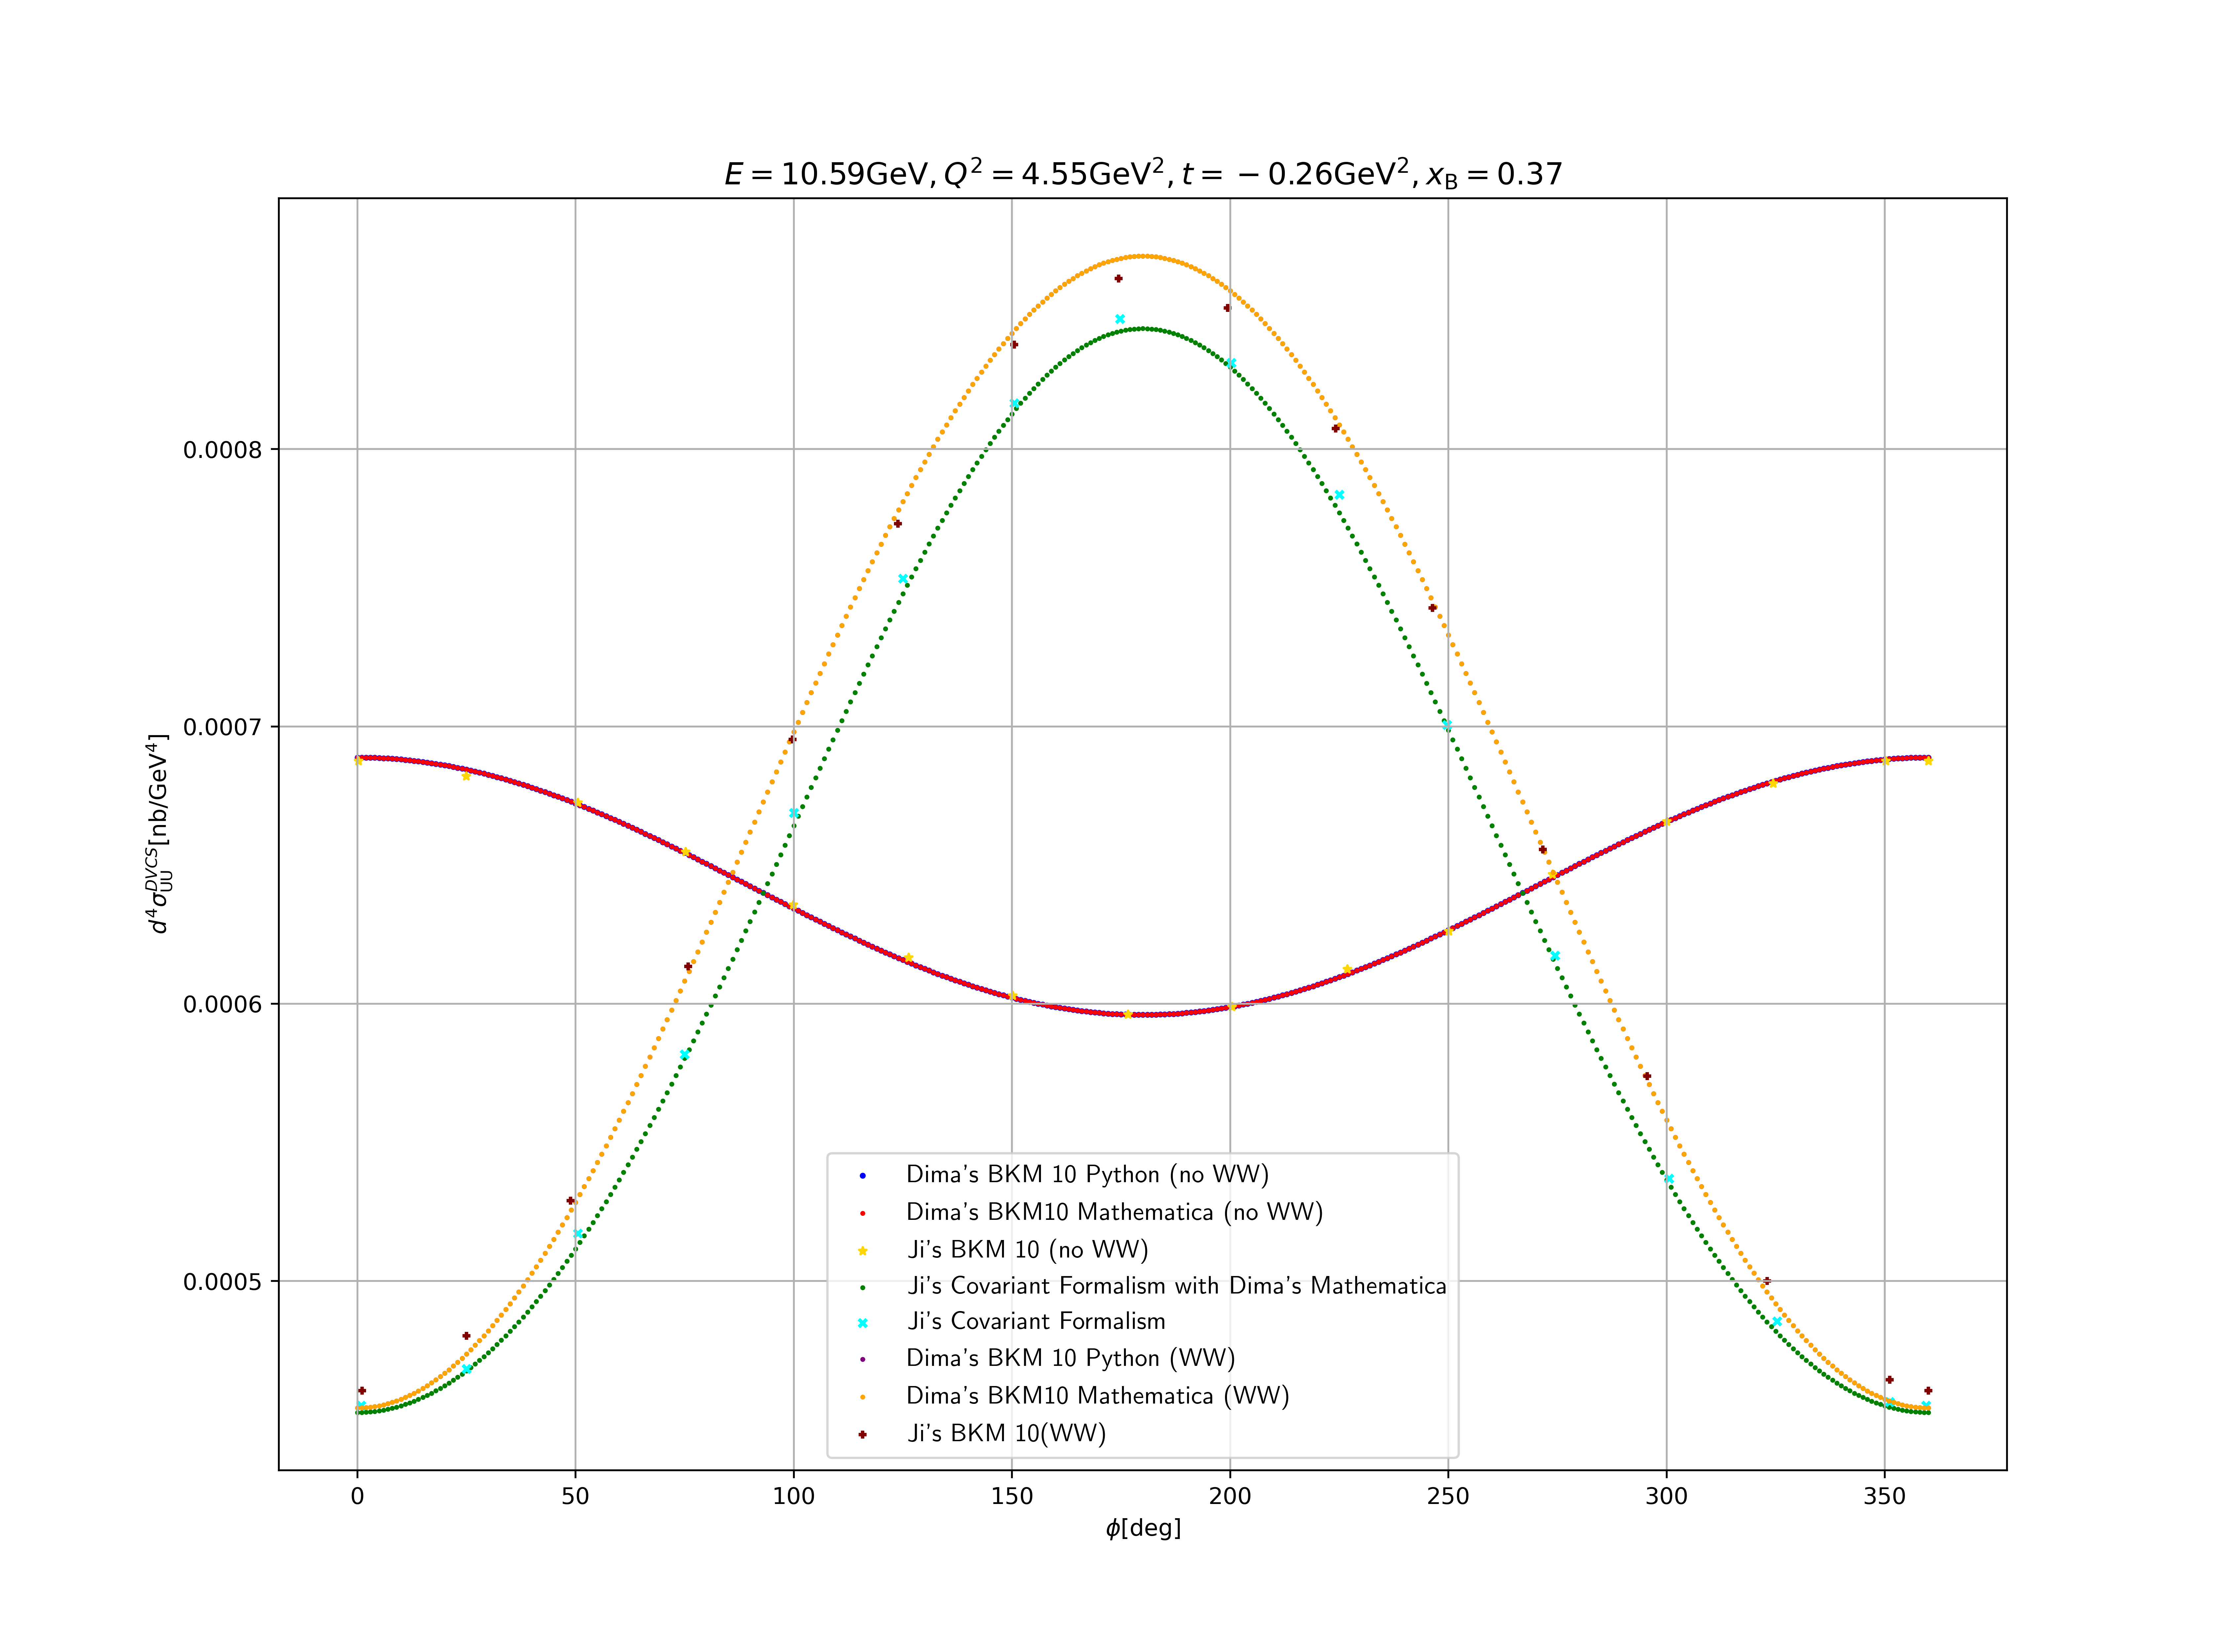 E = 10.59GeV, Q² = 4.55GeV², t = −0.26GeV², x_B = 0.37
d⁴σ_UU^DVCS[nb/GeV⁴]
0.0008
0.0007
0.0006
0.0005
Dima's BKM 10 Python (no WW)
Dima's BKM10 Mathematica (no WW)
Ji's BKM 10 (no WW)
Ji's Covariant Formalism with Dima's Mathematica
Ji's Covariant Formalism
Dima's BKM 10 Python (WW)
Dima's BKM10 Mathematica (WW)
Ji's BKM 10(WW)
0 50 100 150 200 250 300 350
ϕ[deg]